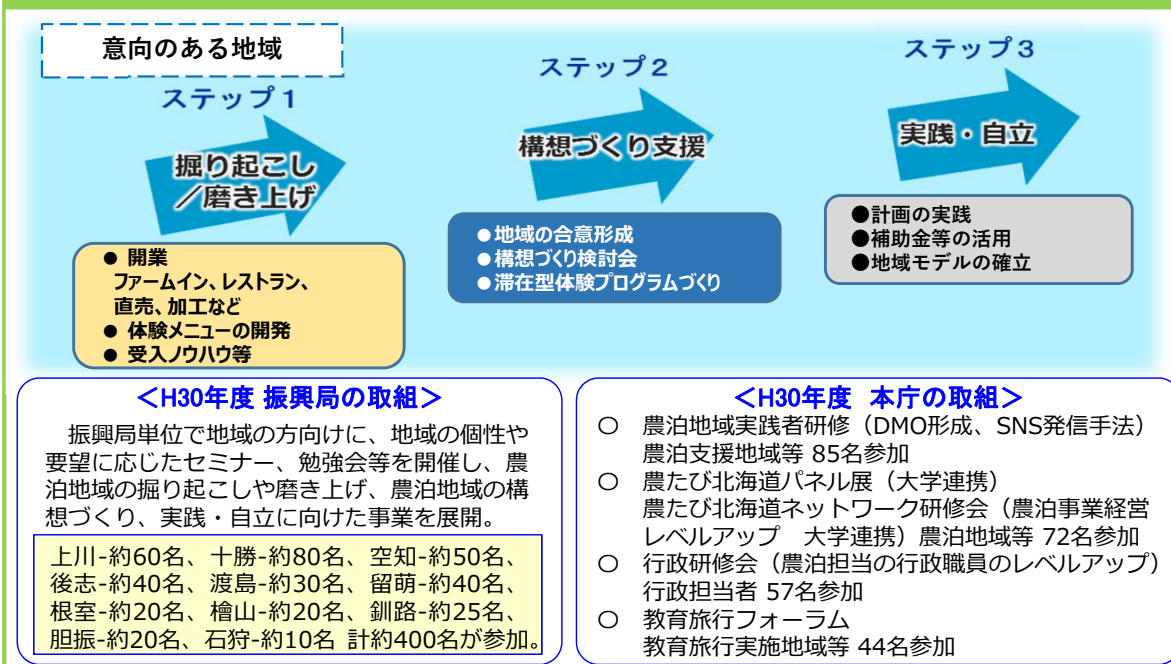 意向のある地域
ステップ１
掘り起こし
／磨き上げ
● 開業
ファームイン、レストラン、
直売、加工など
● 体験メニューの開発
● 受入ノウハウ等
ステップ２
構想づくり支援
●地域の合意形成
●構想づくり検討会
●滞在型体験プログラムづくり
ステップ３
実践・自立
●計画の実践
●補助金等の活用
●地域モデルの確立
＜H30年度 振興局の取組＞
振興局単位で地域の方向けに、地域の個性や
要望に応じたセミナー、勉強会等を開催し、農
泊地域の掘り起こしや磨き上げ、農泊地域の構
想づくり、実践・自立に向けた事業を展開。
上川-約60名、十勝-約80名、空知-約50名、
後志-約40名、渡島-約30名、留萌-約40名、
根室-約20名、檜山-約20名、釧路-約25名、
胆振-約20名、石狩-約10名 計約400名が参加。
＜H30年度 本庁の取組＞
○ 農泊地域実践者研修（DMO形成、SNS発信手法）
農泊支援地域等 85名参加
○ 農たび北海道パネル展（大学連携）
農たび北海道ネットワーク研修会（農泊事業経営
レベルアップ 大学連携）農泊地域等 72名参加
○ 行政研修会（農泊担当の行政職員のレベルアップ）
行政担当者 57名参加
○ 教育旅行フォーラム
教育旅行実施地域等 44名参加